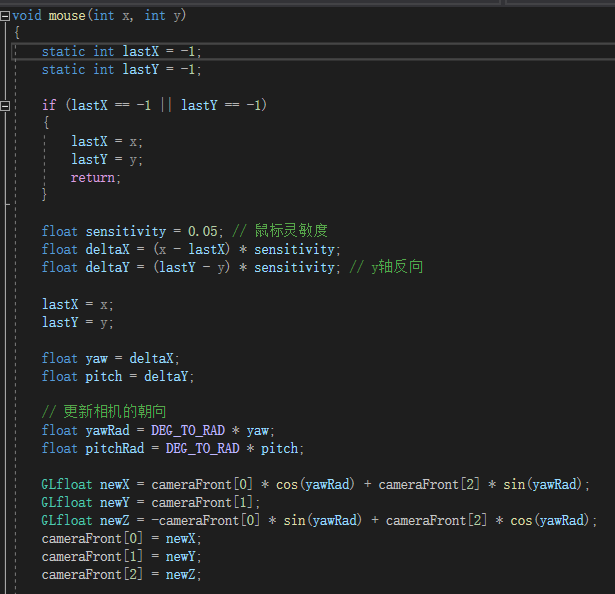 void mouse(int x, int y)
{
static int lastX = -1;
static int lastY = -1;
if (lastX == -1 || lastY == -1)
{
lastX = x;
lastY = y;
return;
}
float sensitivity = 0.05; // 鼠标灵敏度
float deltaX = (x - lastX) * sensitivity;
float deltaY = (lastY - y) * sensitivity; // y轴反向
lastX = x;
lastY = y;
float yaw = deltaX;
float pitch = deltaY;
// 更新相机的朝向
float yawRad = DEG_TO_RAD * yaw;
float pitchRad = DEG_TO_RAD * pitch;
GLfloat newX = cameraFront[0] * cos(yawRad) + cameraFront[2] * sin(yawRad);
GLfloat newY = cameraFront[1];
GLfloat newZ = -cameraFront[0] * sin(yawRad) + cameraFront[2] * cos(yawRad);
cameraFront[0] = newX;
cameraFront[1] = newY;
cameraFront[2] = newZ;